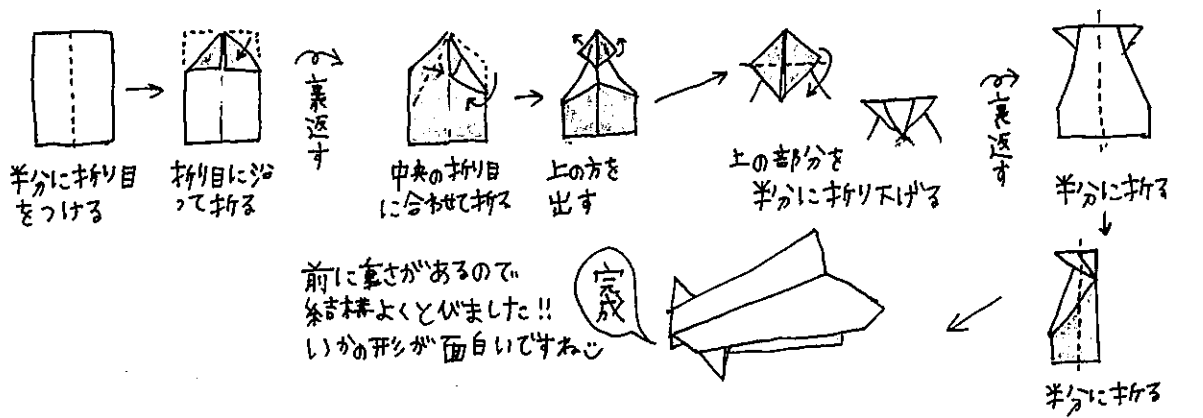 半分に折り目
をつける
折り目に沿
って折る
裏返す
中央の折り目
に合わせて折る
上の方を
出す
上の部分を
半分に折り下げる
裏返す
半分に折る
半分に折る
完成
前に重さがあるので
結構よくとびました!!
いかの形が面白いですね